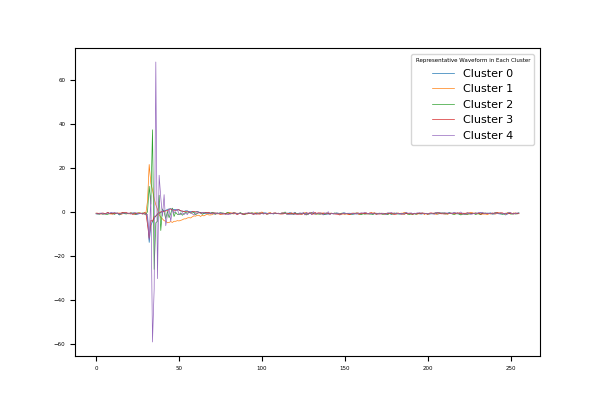 Representative Waveform in Each Cluster
Cluster 0
Cluster 1
Cluster 2
Cluster 3
Cluster 4
60
40
20
0
−20
−40
−60
0
50
100
150
200
250